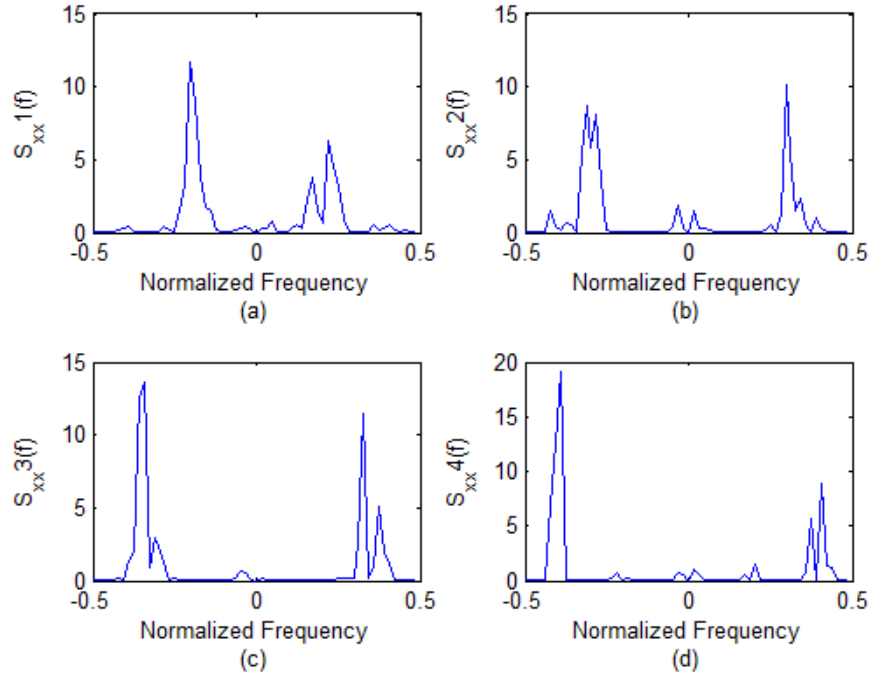 15
10
5
0
S_xx1(f)
-0.5 0 0.5
Normalized Frequency
(a)
15
10
5
0
S_xx2(f)
-0.5 0 0.5
Normalized Frequency
(b)
15
10
5
0
S_xx3(f)
-0.5 0 0.5
Normalized Frequency
(c)
20
15
10
5
0
S_xx4(f)
-0.5 0 0.5
Normalized Frequency
(d)